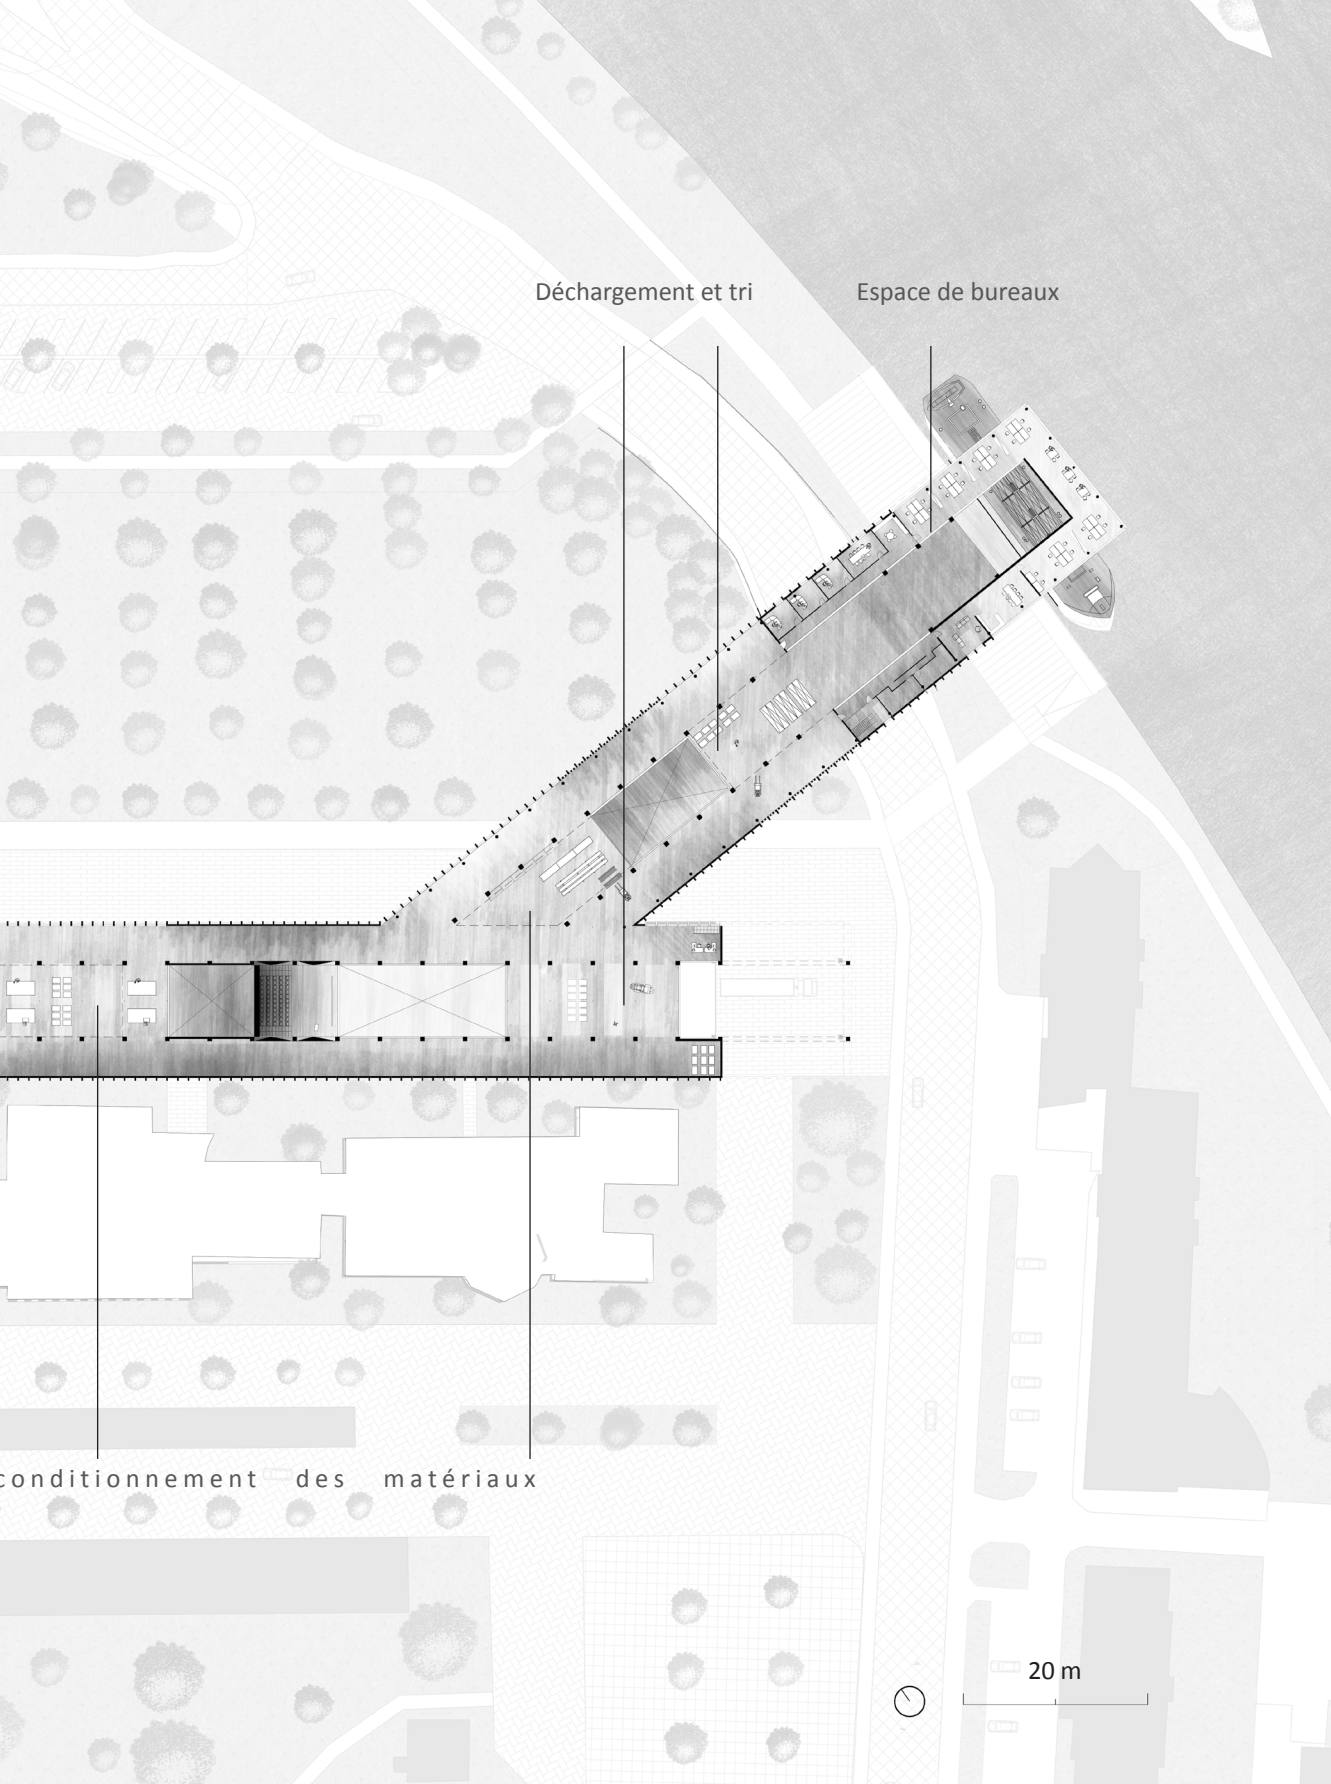 Déchargement et tri
Espace de bureaux
conditionnement des matériaux
20 m